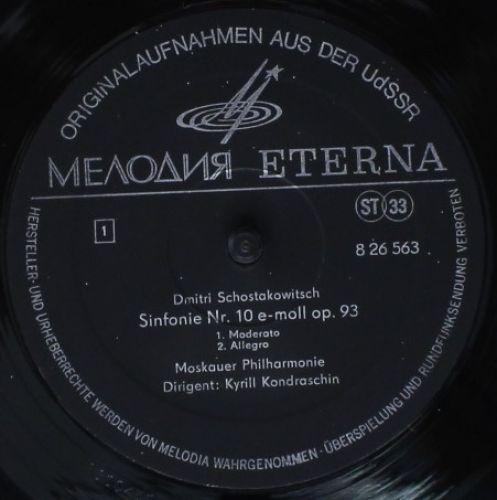 ORIGINALAUFNAHMEN AUS DER UdSSR
МЕЛОДИЯ ETERNA
ST 33
1
8 26 563
Dmitri Schostakowitsch
Sinfonie Nr. 10 e-moll op. 93
1. Moderato
2. Allegro
Moskauer Philharmonie
Dirigent: Kyrill Kondraschin
HERSTELLER- UND URHEBERRECHTE WERDEN VON MELODIA WAHRGENOMMEN · ÜBERSPIELUNG UND RUNDFUNKSENDUNG VERBOTEN